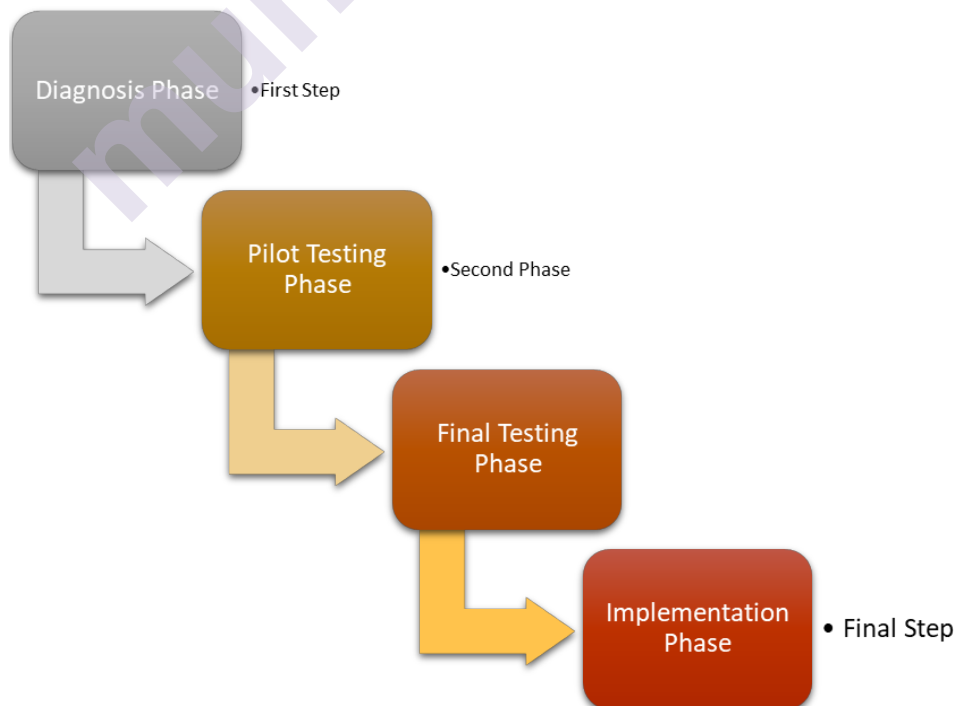 Diagnosis Phase
•First Step
Pilot Testing
Phase
•Second Phase
Final Testing
Phase
Implementation
Phase
• Final Step